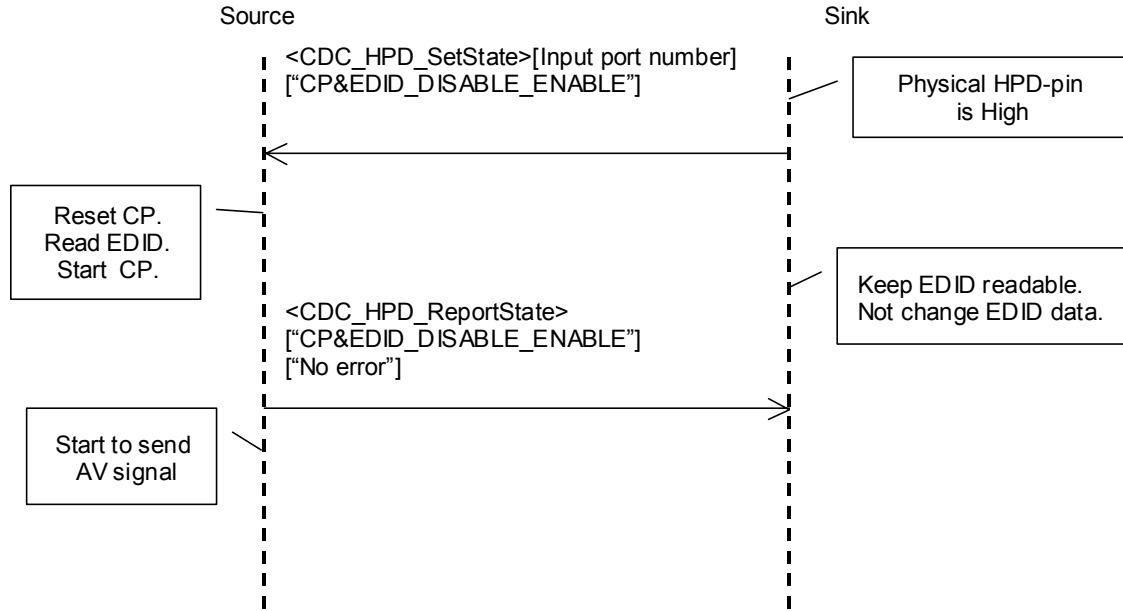 Source
Sink
<CDC_HPD_SetState>[Input port number]
[“CP&EDID_DISABLE_ENABLE”]
Physical HPD-pin
is High
Reset CP.
Read EDID.
Start CP.
Keep EDID readable.
Not change EDID data.
<CDC_HPD_ReportState>
[“CP&EDID_DISABLE_ENABLE”]
[“No error”]
Start to send
AV signal